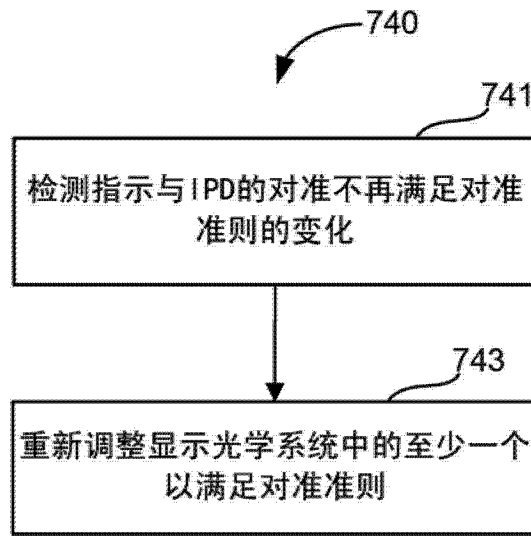 740
741
检测指示与IPD的对准不再满足对准
准则的变化
743
重新调整显示光学系统中的至少一个
以满足对准准则